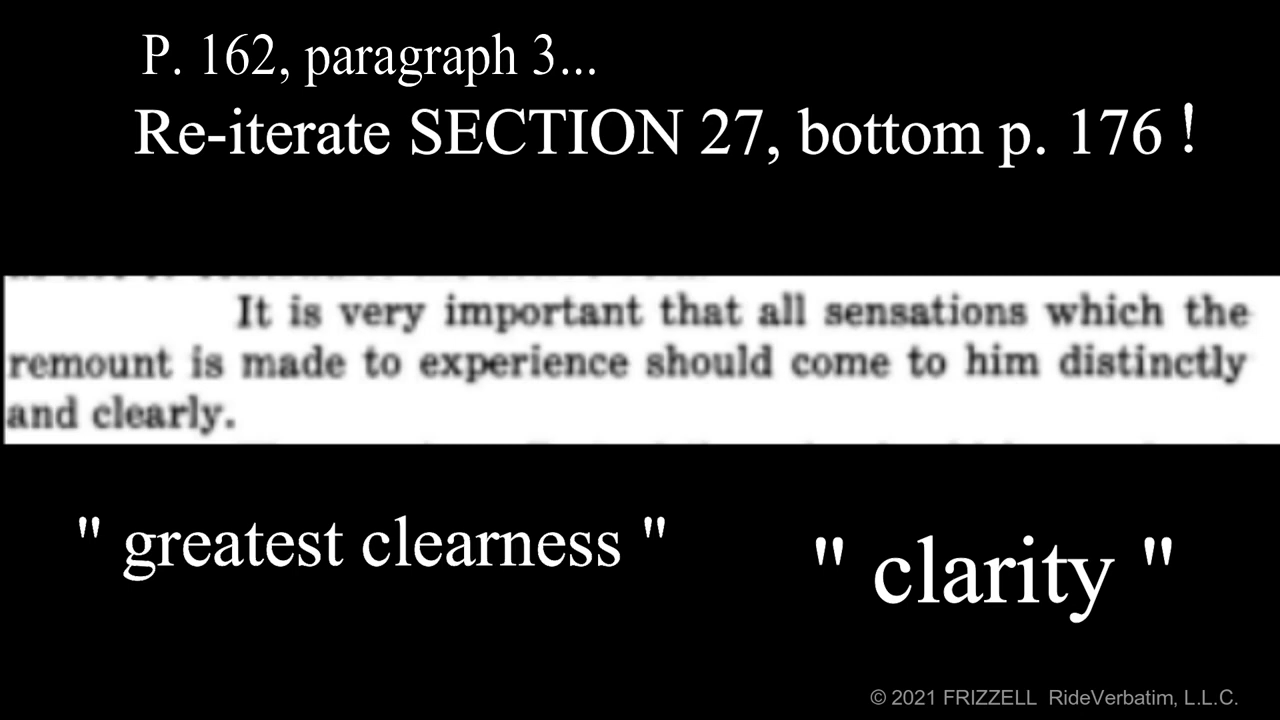 P. 162, paragraph 3...
Re-iterate SECTION 27, bottom p. 176 !
It is very important that all sensations which the
remount is made to experience should come to him distinctly
and clearly.
" greatest clearness "
" clarity "
© 2021 FRIZZELL RideVerbatim, L.L.C.